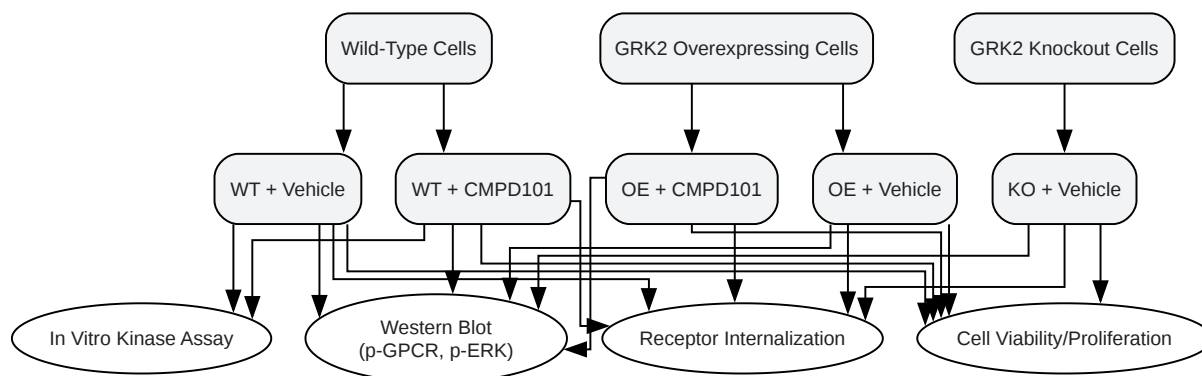 Wild-Type Cells
GRK2 Overexpressing Cells
GRK2 Knockout Cells
WT + Vehicle
WT + CMPD101
OE + CMPD101
OE + Vehicle
KO + Vehicle
In Vitro Kinase Assay
Western Blot
(p-GPCR, p-ERK)
Receptor Internalization
Cell Viability/Proliferation